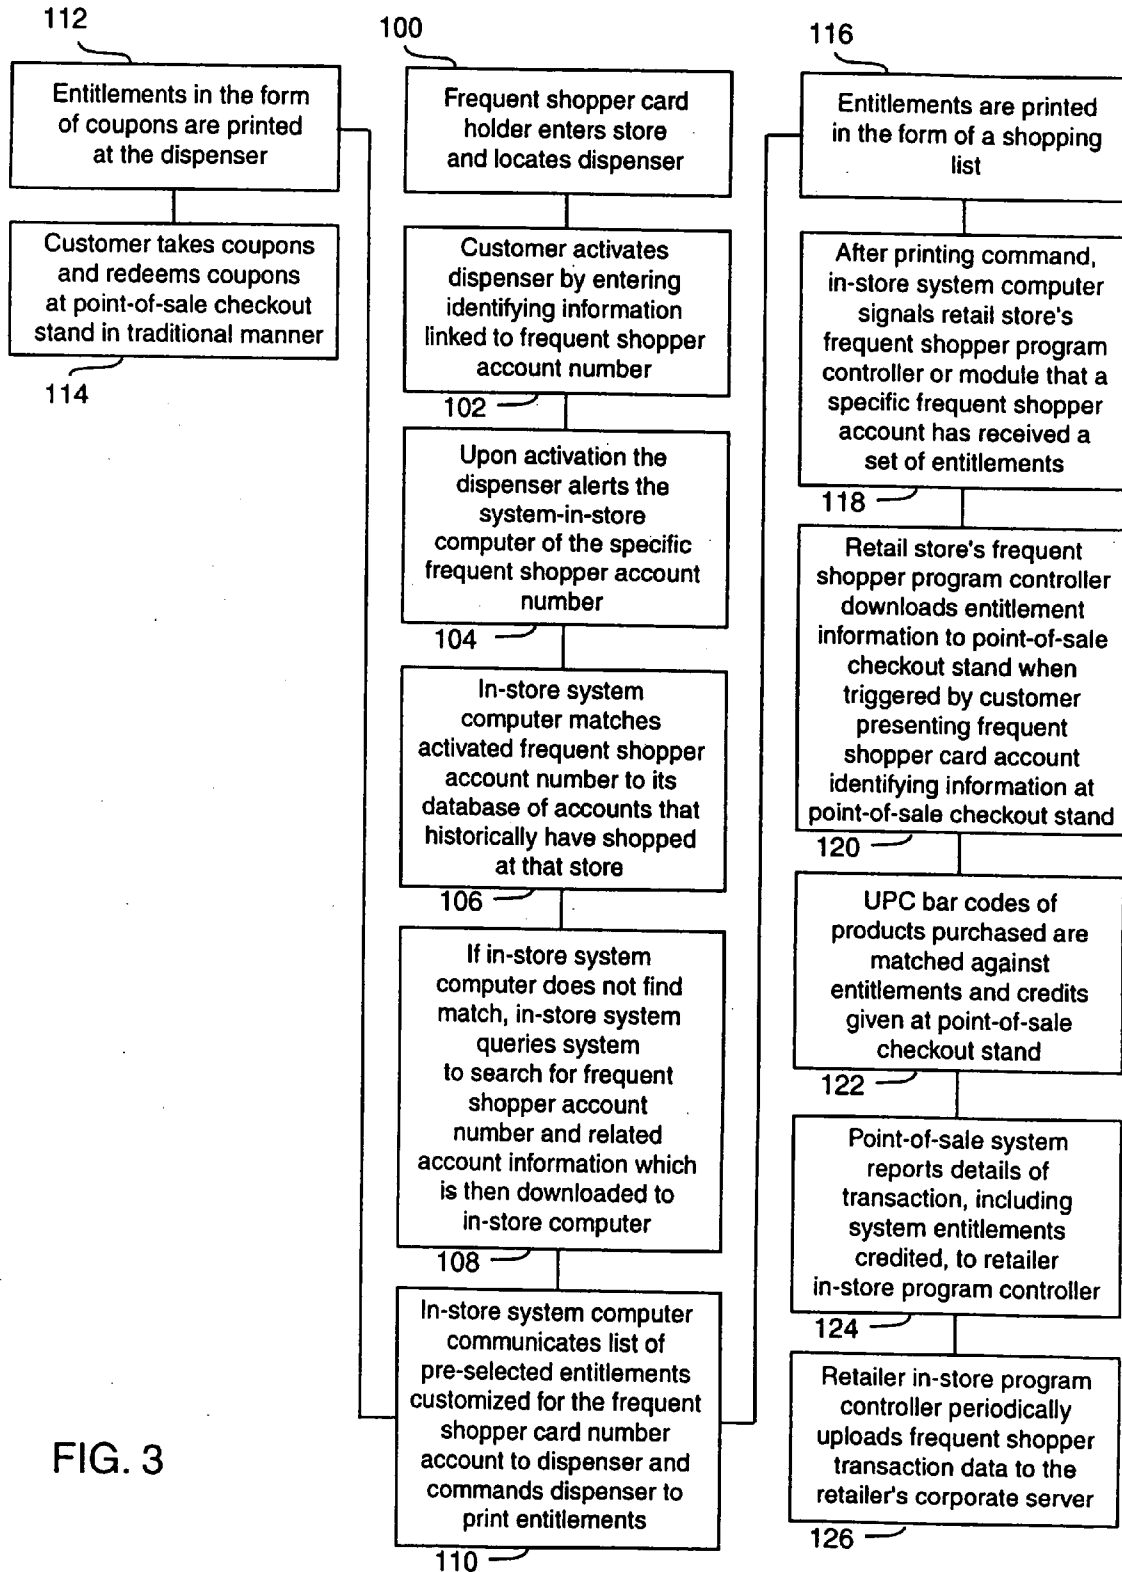 112
Entitlements in the form
of coupons are printed
at the dispenser
Customer takes coupons
and redeems coupons
at point-of-sale checkout
stand in traditional manner
114
100
Frequent shopper card
holder enters store
and locates dispenser
Customer activates
dispenser by entering
identifying information
linked to frequent shopper
account number
102
Upon activation the
dispenser alerts the
system-in-store
computer of the specific
frequent shopper account
number
104
In-store system
computer matches
activated frequent shopper
account number to its
database of accounts that
historically have shopped
at that store
106
If in-store system
computer does not find
match, in-store system
queries system
to search for frequent
shopper account
number and related
account information which
is then downloaded to
in-store computer
108
In-store system computer
communicates list of
pre-selected entitlements
customized for the frequent
shopper card number
account to dispenser and
commands dispenser to
print entitlements
110
116
Entitlements are printed
in the form of a shopping
list
After printing command,
in-store system computer
signals retail store's
frequent shopper program
controller or module that a
specific frequent shopper
account has received a
set of entitlements
118
Retail store's frequent
shopper program controller
downloads entitlement
information to point-of-sale
checkout stand when
triggered by customer
presenting frequent
shopper card account
identifying information at
point-of-sale checkout stand
120
UPC bar codes of
products purchased are
matched against
entitlements and credits
given at point-of-sale
checkout stand
122
Point-of-sale system
reports details of
transaction, including
system entitlements
credited, to retailer
in-store program controller
124
Retailer in-store program
controller periodically
uploads frequent shopper
transaction data to the
retailer's corporate server
126
FIG. 3